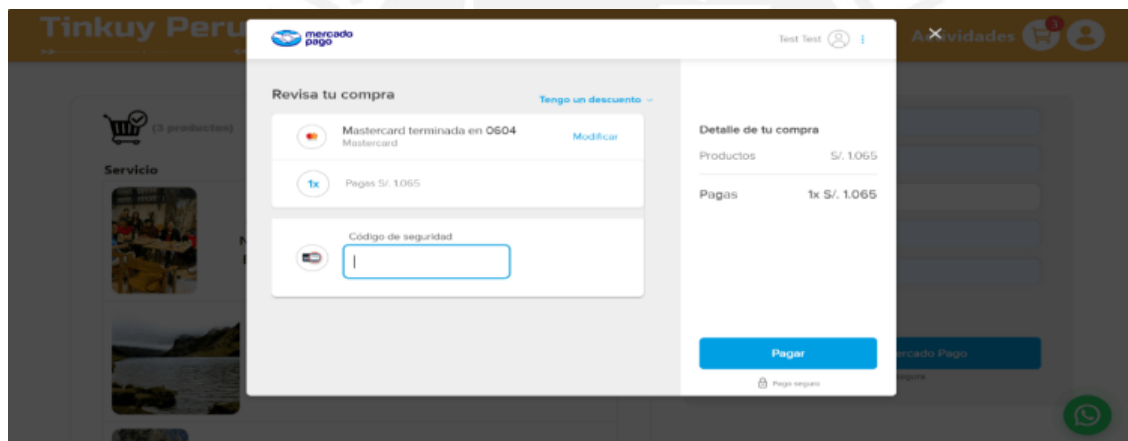 Tinkuy Peru
mercado
pago
Test Test
Actividades
3
Revisa tu compra
Tengo un descuento
(3 productos)
Servicio
Mastercard terminada en 0604
Mastercard
Modificar
1x
Pagas S/. 1.065
Código de seguridad
Detalle de tu compra
Productos S/. 1.065
Pagas 1x S/. 1.065
Pagar
Pago seguro
ercado Pago